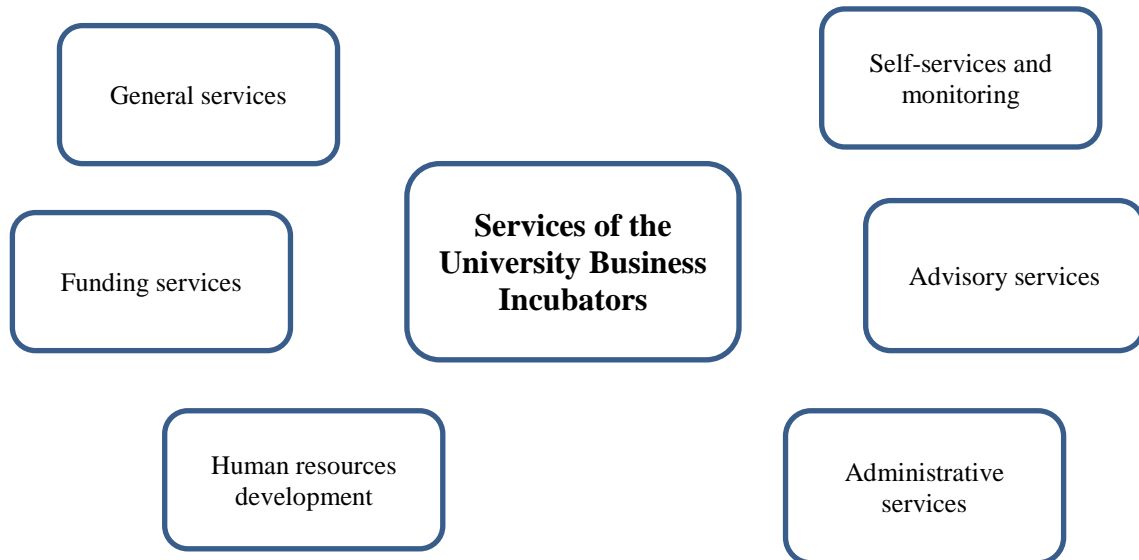 General services
Self-services and
monitoring
Services of the
University Business
Incubators
Funding services
Advisory services
Human resources
development
Administrative
services